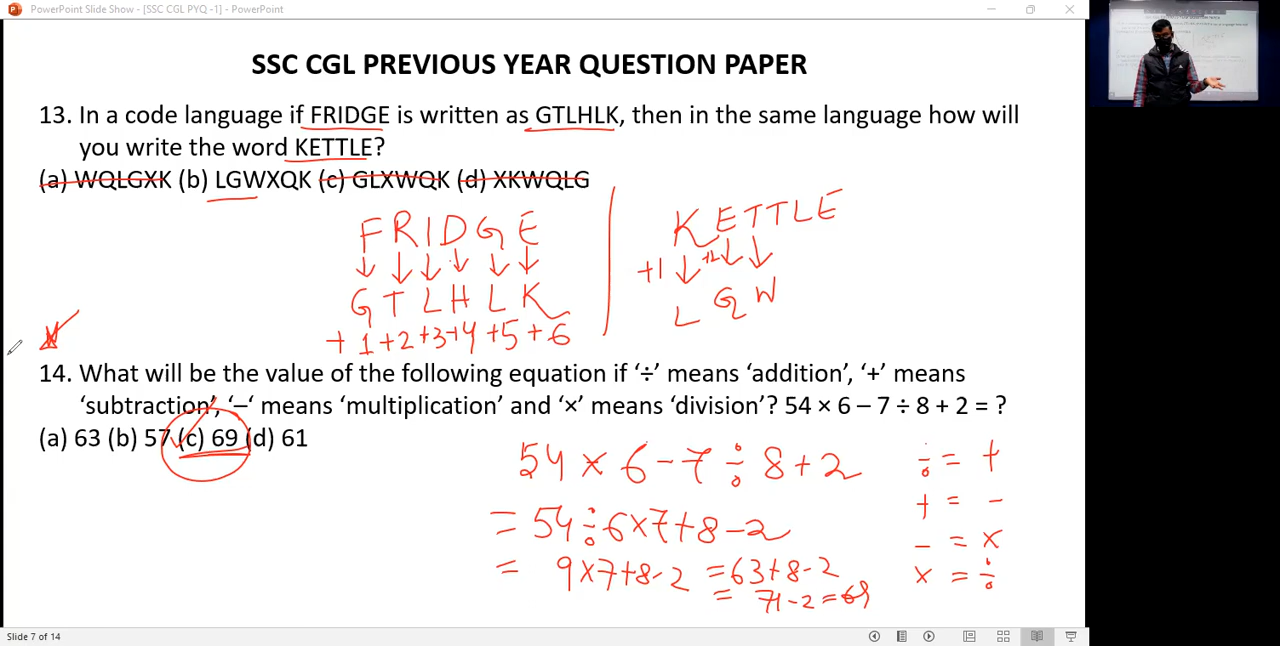 PowerPoint Slide Show - [SSC CGL PYQ -1] - PowerPoint
SSC CGL PREVIOUS YEAR QUESTION PAPER
13. In a code language if FRIDGE is written as GTLHLK, then in the same language how will
you write the word KETTLE?
(a) WQLGXK (b) LGWXQK (c) GLXWQK (d) XKWQLG
FRIDGE
GTLHLK
+1 +2 +3 +4 +5 +6
KETTLE
+1 +2
L G W
14. What will be the value of the following equation if ‘÷’ means ‘addition’, ‘+’ means
‘subtraction’, ‘–‘ means ‘multiplication’ and ‘×’ means ‘division’? 54 × 6 – 7 ÷ 8 + 2 = ?
(a) 63 (b) 57 (c) 69 (d) 61
54 × 6 - 7 ÷ 8 + 2
= 54 ÷ 6 × 7 + 8 - 2
= 9 × 7 + 8 - 2 = 63 + 8 - 2
= 71 - 2 = 69
÷ = +
+ = -
- = ×
× = ÷
Slide 7 of 14